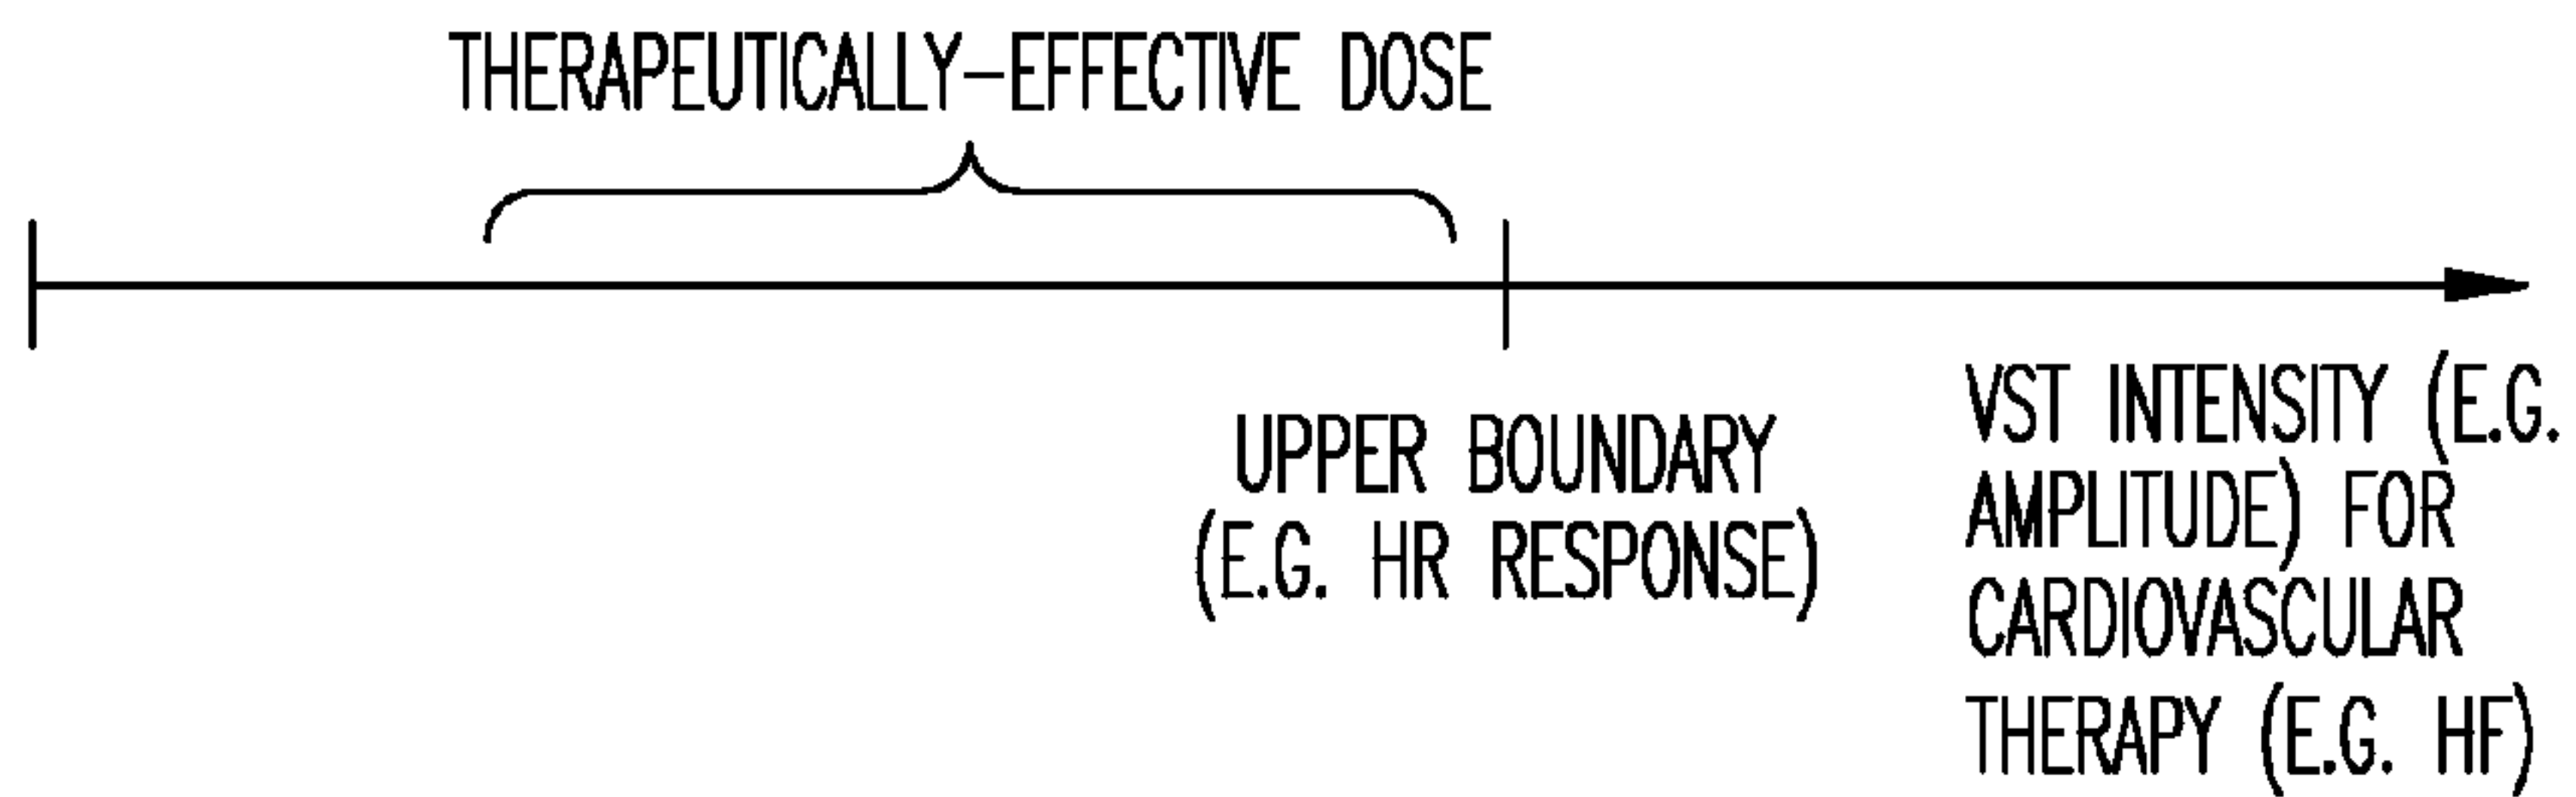 THERAPEUTICALLY-EFFECTIVE DOSE
UPPER BOUNDARY
(E.G. HR RESPONSE)
VST INTENSITY (E.G.
AMPLITUDE) FOR
CARDIOVASCULAR
THERAPY (E.G. HF)